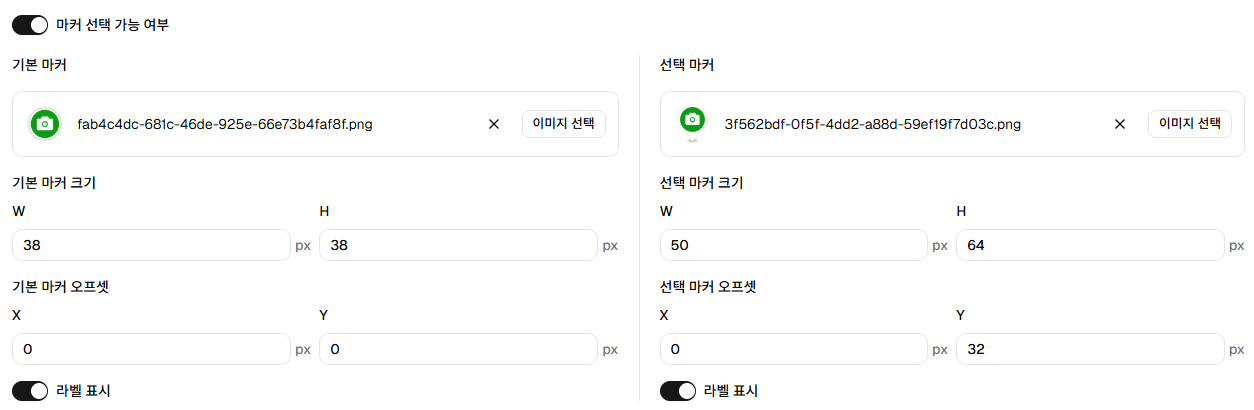 마커 선택 가능 여부
기본 마커
fab4c4dc-681c-46de-925e-66e73b4faf8f.png
이미지 선택
기본 마커 크기
W
H
38
px
38
px
기본 마커 오프셋
X
Y
0
px
0
px
라벨 표시
선택 마커
3f562bdf-0f5f-4dd2-a88d-59ef19f7d03c.png
이미지 선택
선택 마커 크기
W
H
50
px
64
px
선택 마커 오프셋
X
Y
0
px
32
px
라벨 표시